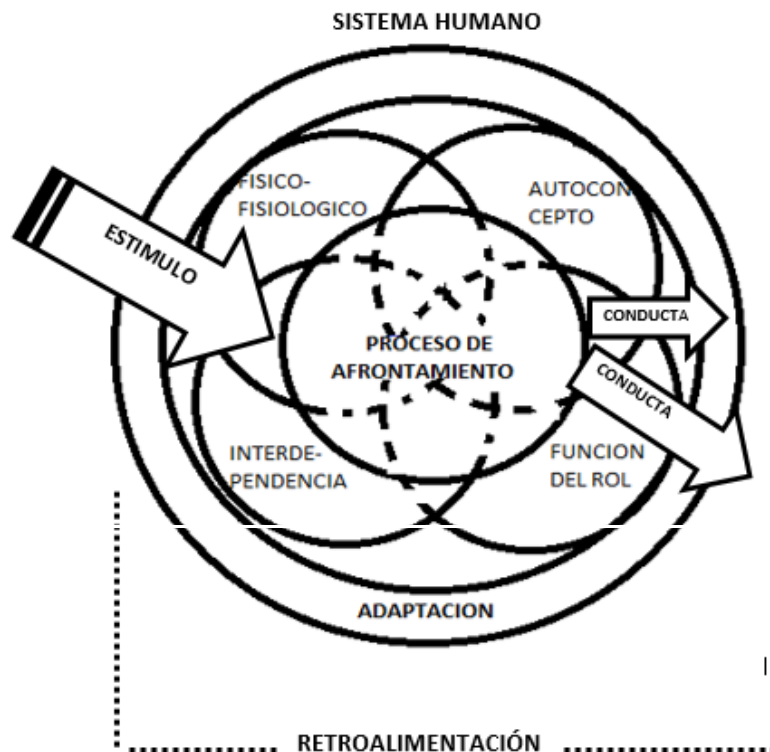 SISTEMA HUMANO
FISICO-
FISIOLOGICO
AUTOCON
CEPTO
ESTIMULO
CONDUCTA
PROCESO DE
AFRONTAMIENTO
CONDUCTA
INTERDE-
PENDENCIA
FUNCION
DEL ROL
ADAPTACION
RETROALIMENTACIÓN